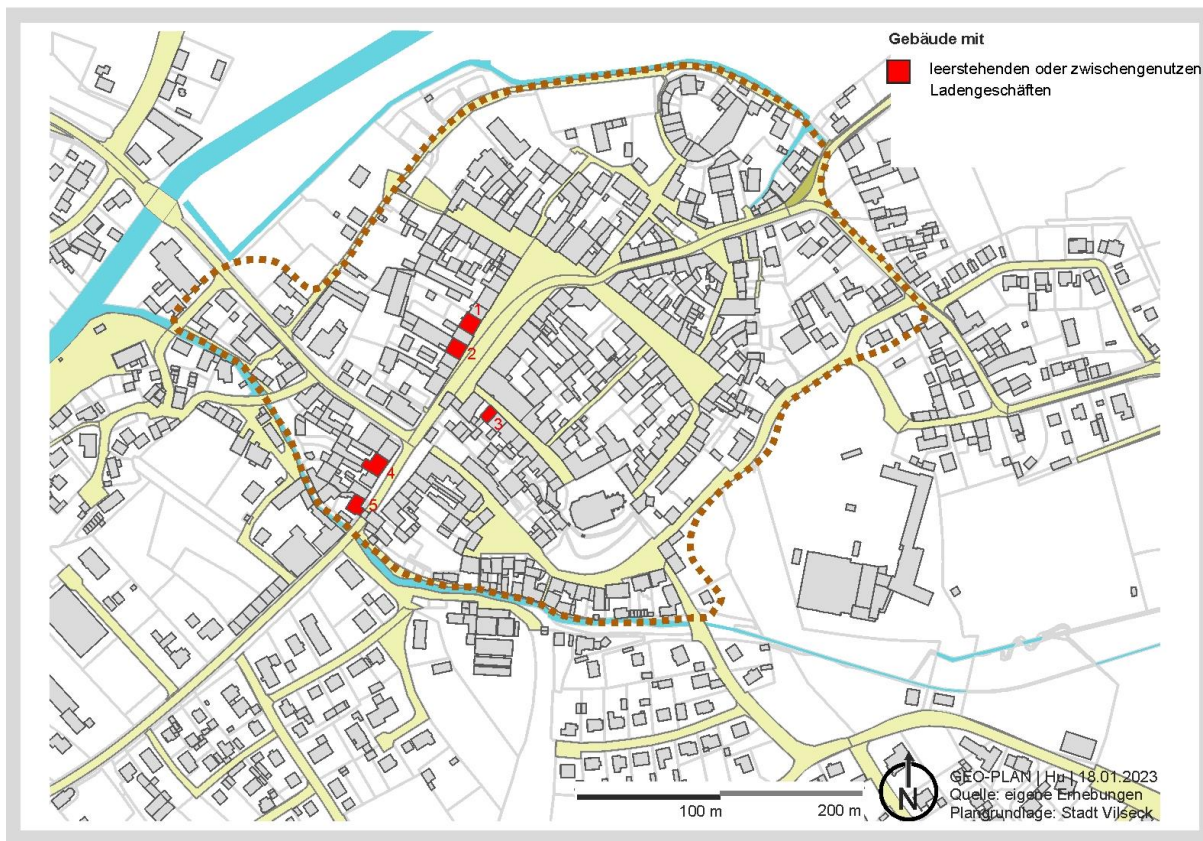 Gebäude mit
leerstehenden oder zwischengenutzen
Ladengeschäften
1
2
3
4
5
100 m
200 m
N
GEO-PLAN | Hu | 18.01.2023
Quelle: eigene Erhebungen
Plangrundlage: Stadt Vilseck